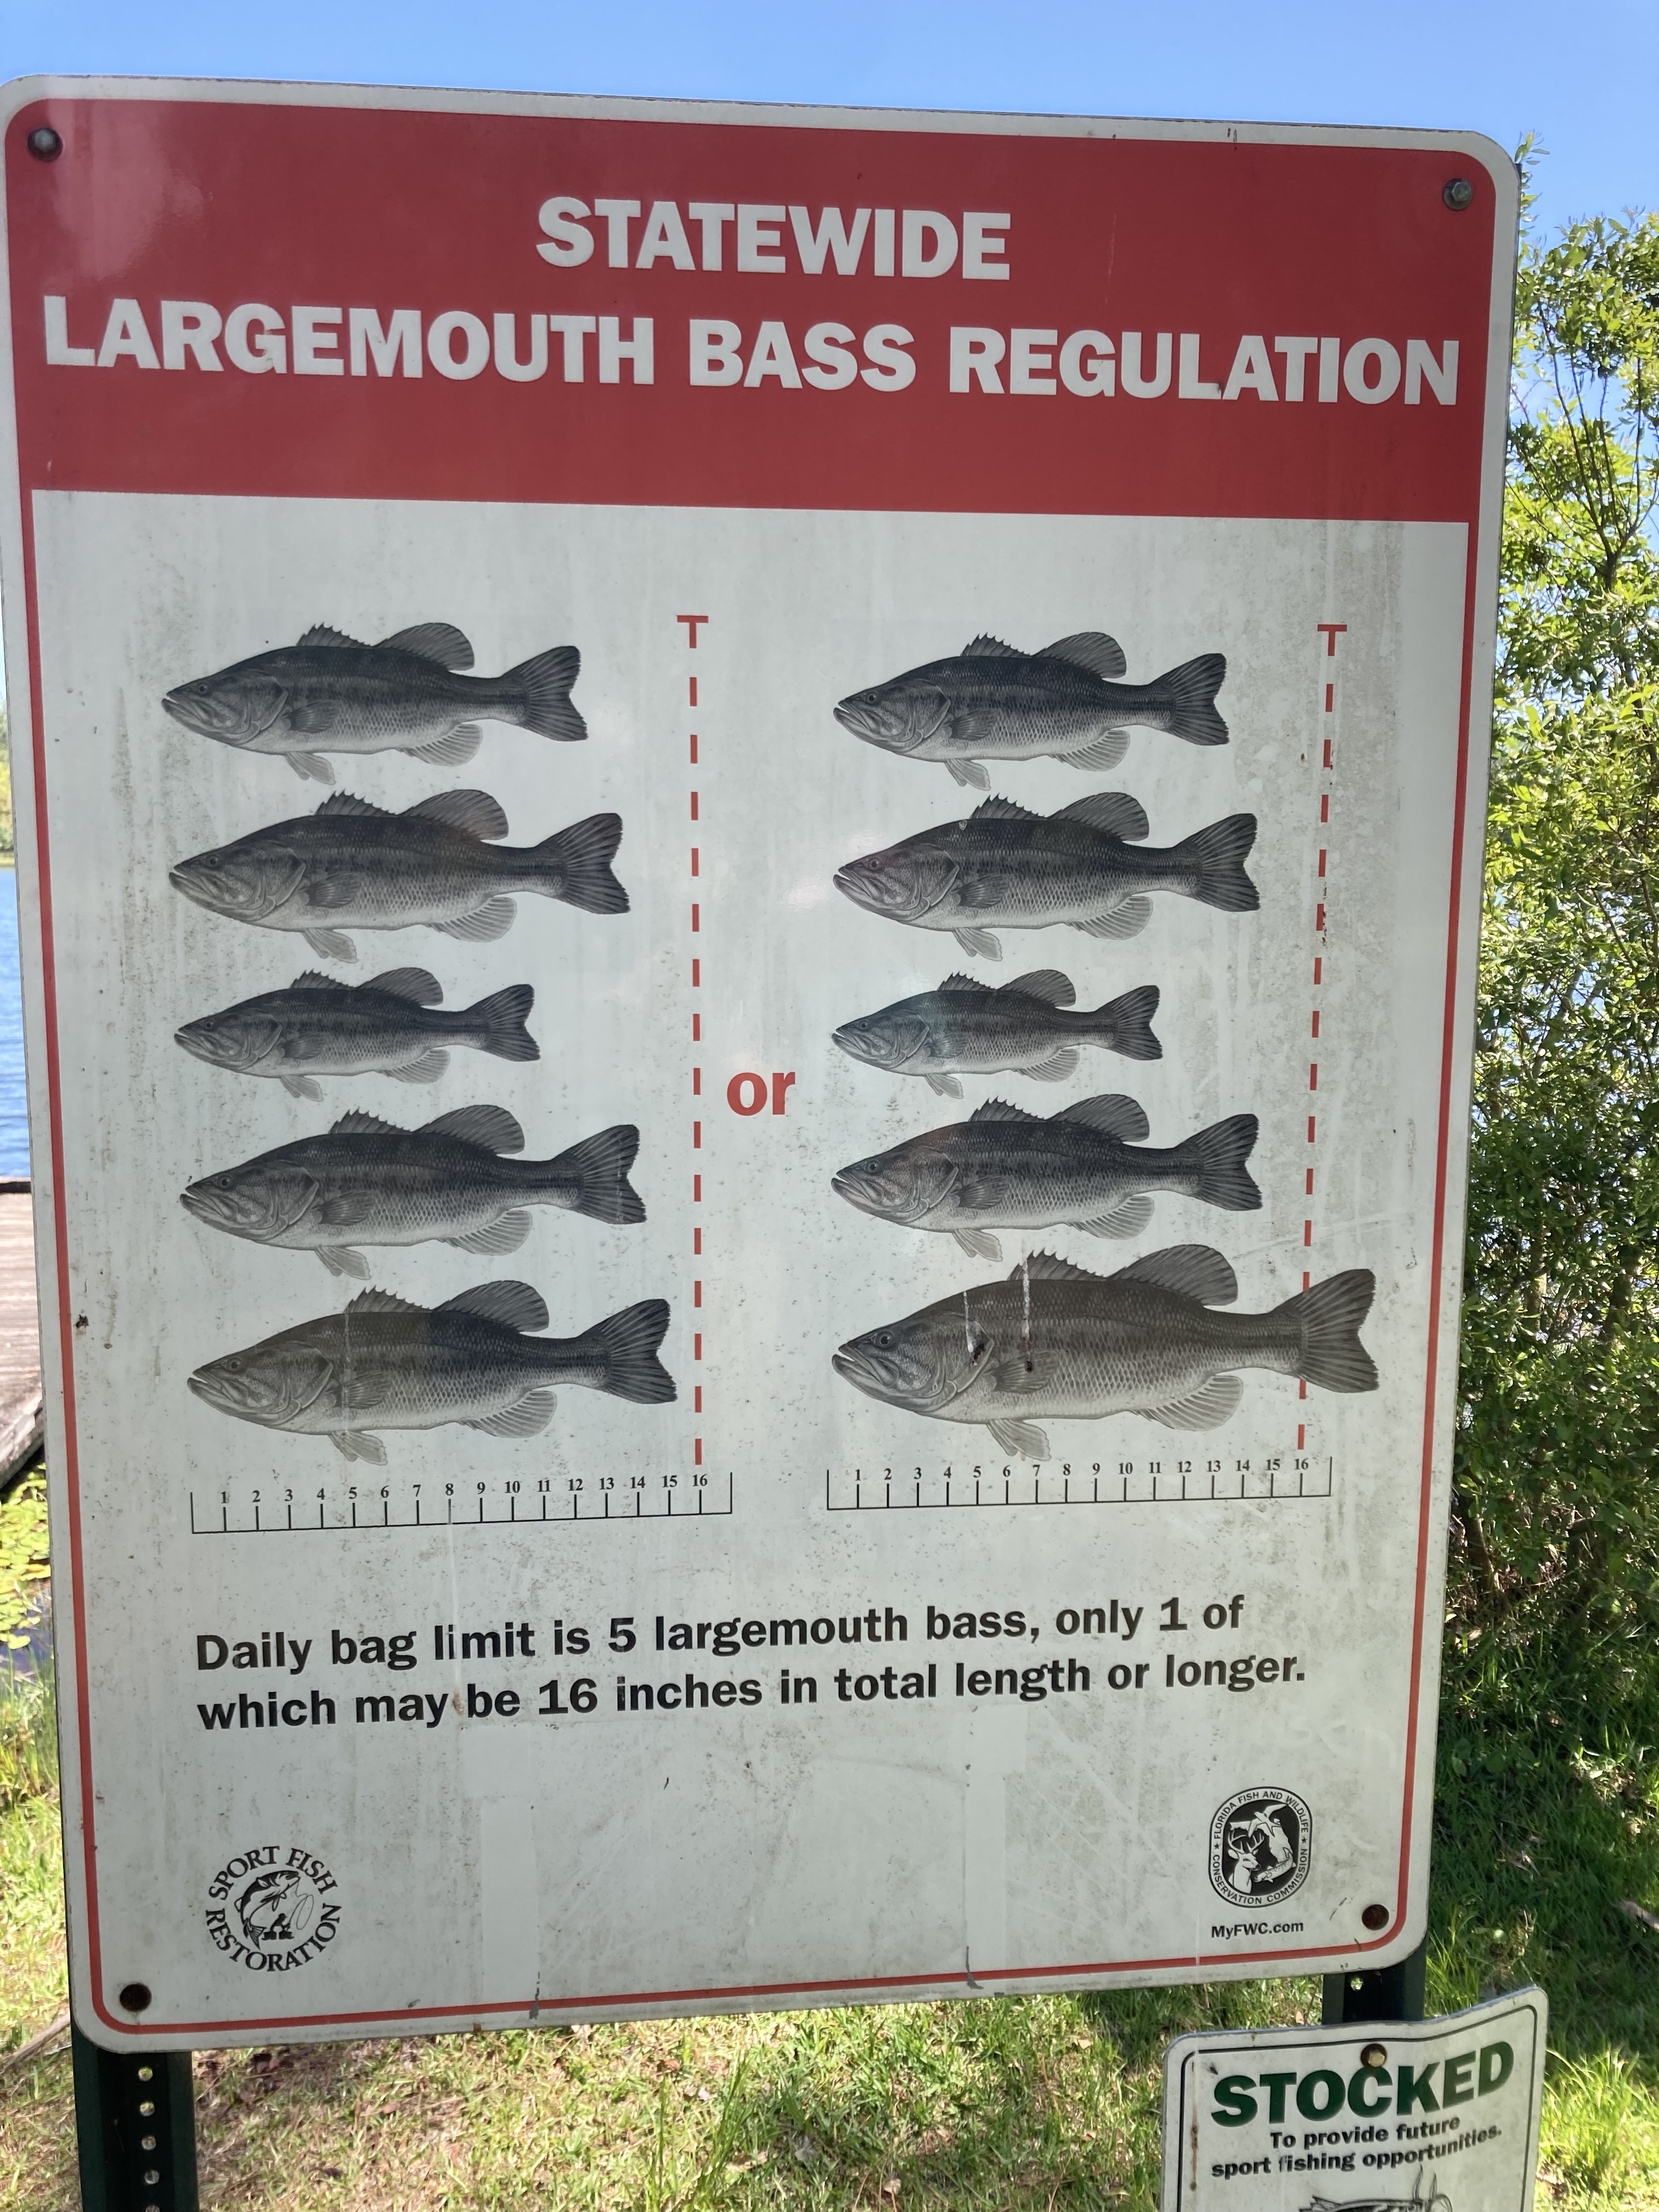 STATEWIDE
LARGEMOUTH BASS REGULATION
or
1 2 3 4 5 6 7 8 9 10 11 12 13 14 15 16
1 2 3 4 5 6 7 8 9 10 11 12 13 14 15 16
Daily bag limit is 5 largemouth bass, only 1 of
which may be 16 inches in total length or longer.
SPORT FISH
RESTORATION
FLORIDA FISH AND WILDLIFE
CONSERVATION COMMISSION
MyFWC.com
STOCKED
To provide future
sport fishing opportunities.